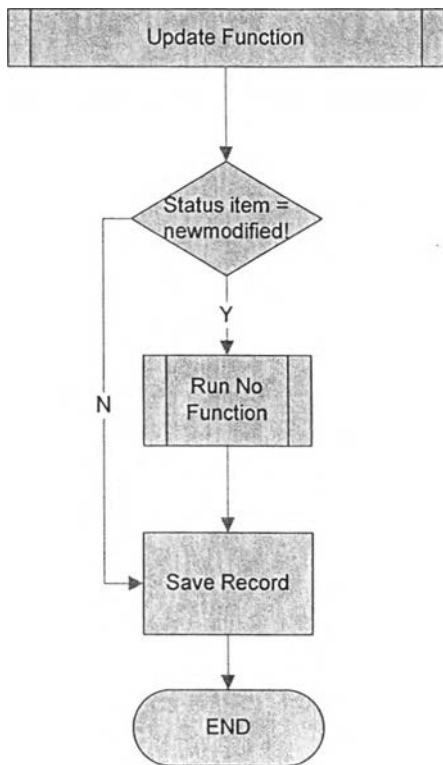 Update Function
Status item =
newmodified!
Y
Run No
Function
N
Save Record
END